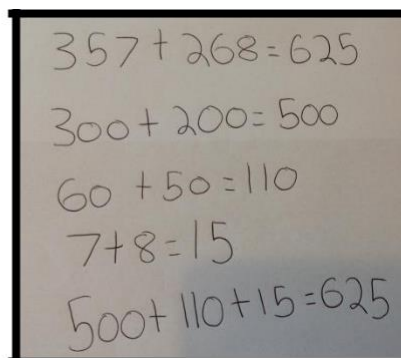 357 + 268 = 625
300 + 200 = 500
60 + 50 = 110
7 + 8 = 15
500 + 110 + 15 = 625